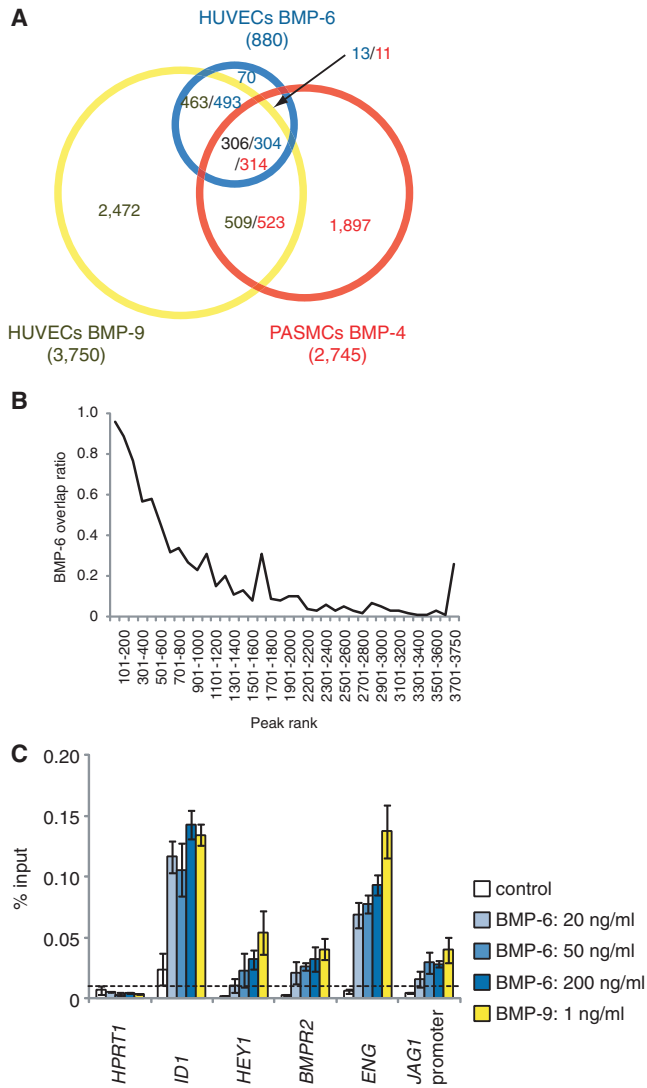 A
HUVECs BMP-6
(880)
13/11
70
463/493
306/304
/314
2,472
509/523
1,897
HUVECs BMP-9
(3,750)
PASMCs BMP-4
(2,745)
B
BMP-6 overlap ratio
1.0
0.8
0.6
0.4
0.2
0
101-200
301-400
501-600
701-800
901-1000
1101-1200
1301-1400
1501-1600
1701-1800
1901-2000
2201-2200
2301-2400
2501-2600
2701-2800
2901-3000
3101-3200
3301-3400
3501-3600
3701-3750
Peak rank
C
% input
0.20
0.15
0.10
0.05
0
HPRT1
ID1
HEY1
BMPR2
ENG
JAG1
promoter
control
BMP-6: 20 ng/ml
BMP-6: 50 ng/ml
BMP-6: 200 ng/ml
BMP-9: 1 ng/ml